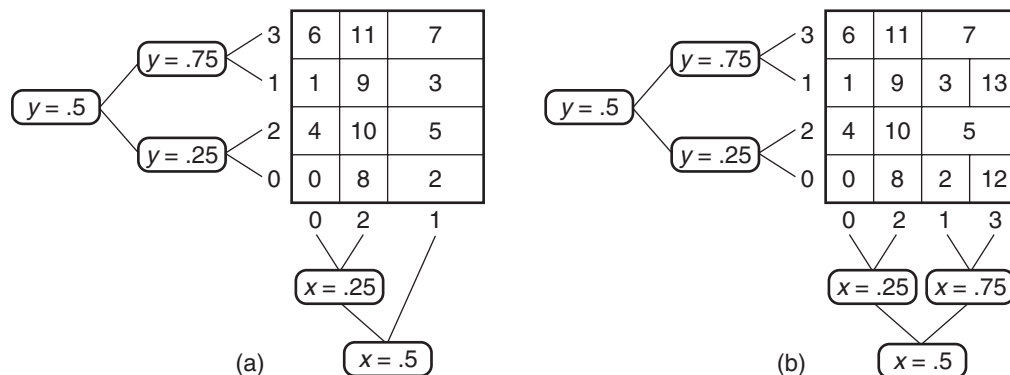 3 6 11 7
y = .75
1 1 9 3
y = .5
2 4 10 5
y = .25
0 0 8 2
0 2 1
x = .25
x = .5
(a)
3 6 11 7
y = .75
1 1 9 3 13
y = .5
2 4 10 5
y = .25
0 0 8 2 12
0 2 1 3
x = .25 x = .75
x = .5
(b)